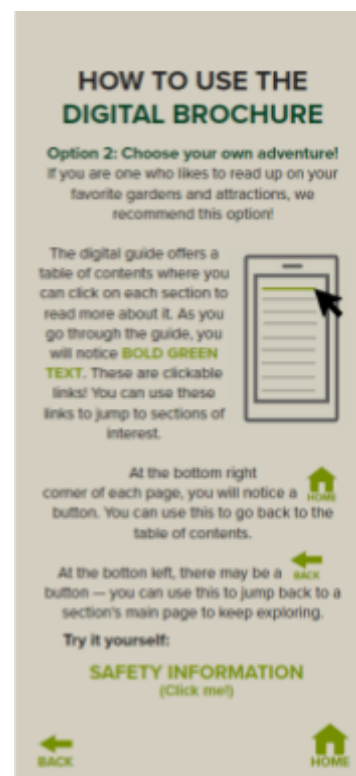 HOW TO USE THE
DIGITAL BROCHURE
Option 2: Choose your own adventure!
If you are one who likes to read up on your
favorite gardens and attractions, we
recommend this option!
The digital guide offers a
table of contents where you
can click on each section to
read more about it. As you
go through the guide, you
will notice BOLD GREEN
TEXT. These are clickable
links! You can use these
links to jump to sections of
interest.
At the bottom right
corner of each page, you will notice a HOME
button. You can use this to go back to the
table of contents.
At the botton left, there may be a BACK
button — you can use this to jump back to a
section's main page to keep exploring.
Try it yourself:
SAFETY INFORMATION
(Click me!)
BACK
HOME